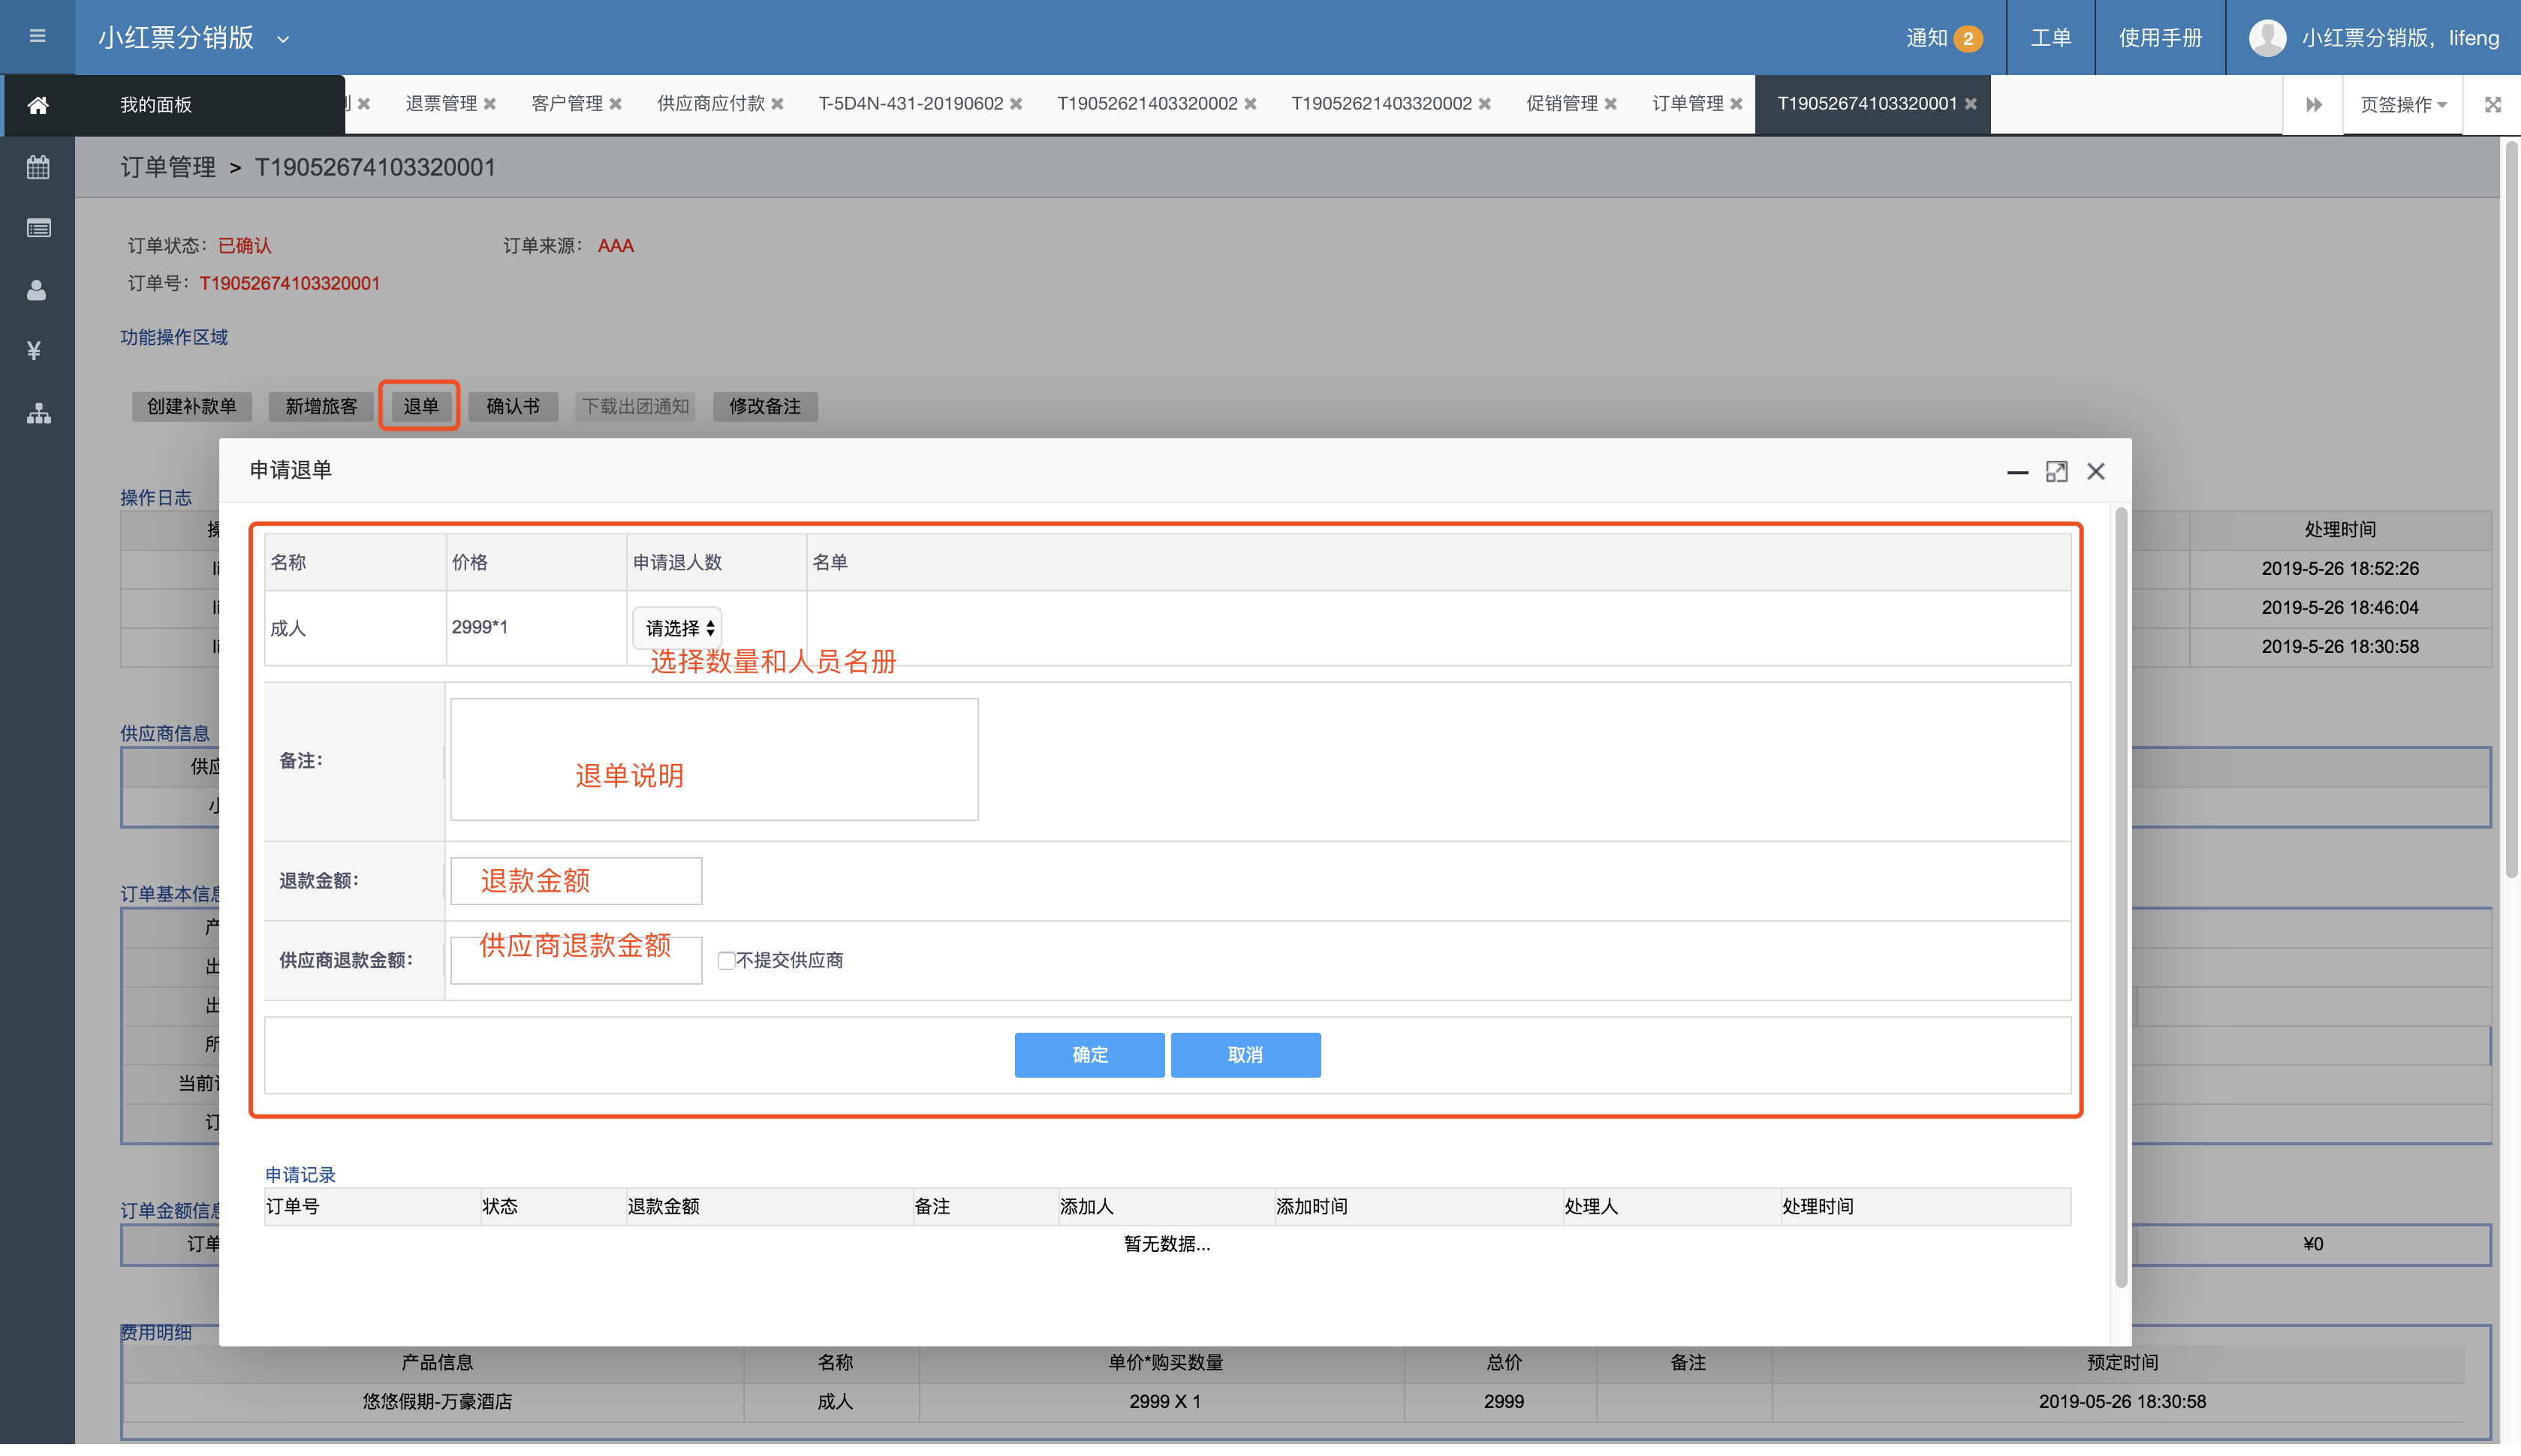 小红票分销版
通知 2
工单
使用手册
小红票分销版, lifeng
我的面板
退票管理
客户管理
供应商应付款
T-5D4N-431-20190602
T19052621403320002
T19052621403320002
促销管理
订单管理
T19052674103320001
页签操作
订单管理 > T19052674103320001
订单状态：已确认
订单来源：AAA
订单号：T19052674103320001
功能操作区域
创建补款单
新增旅客
退单
确认书
下载出团通知
修改备注
申请退单
操作日志
处理时间
2019-5-26 18:52:26
2019-5-26 18:46:04
2019-5-26 18:30:58
名称 价格 申请退人数 名单
成人 2999*1 请选择
选择数量和人员名册
供应商信息
备注：
退单说明
退款金额：
退款金额
订单基本信息
供应商退款金额：
供应商退款金额
不提交供应商
当前
确定
取消
申请记录
订单号 状态 退款金额 备注 添加人 添加时间 处理人 处理时间
暂无数据...
订单金额信息
订单
¥0
费用明细
产品信息 名称 单价*购买数量 总价 备注 预定时间
悠悠假期-万豪酒店 成人 2999 X 1 2999 2019-05-26 18:30:58